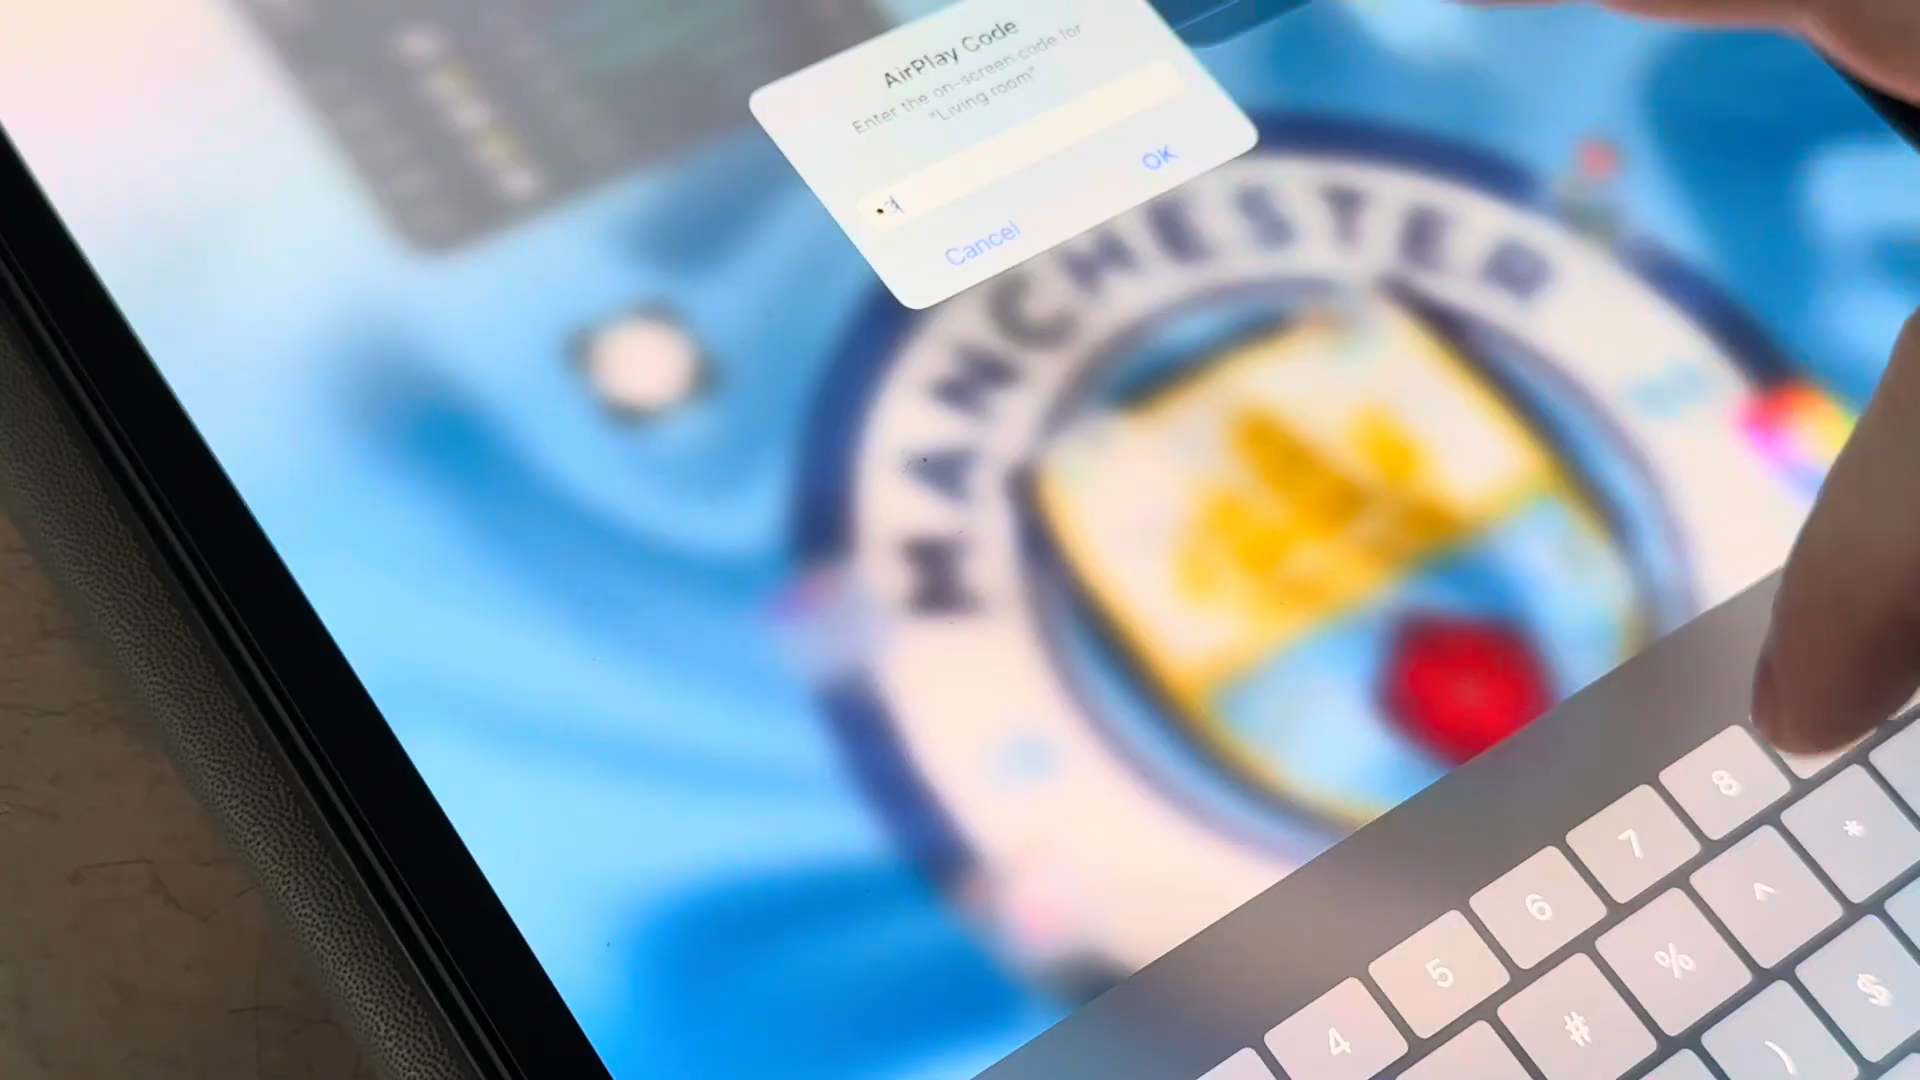 AirPlay Code
Enter the on-screen code for
"Living room"
OK
Cancel
MANCHESTER
8
7
*
6
^
5
%
$
4
#
)